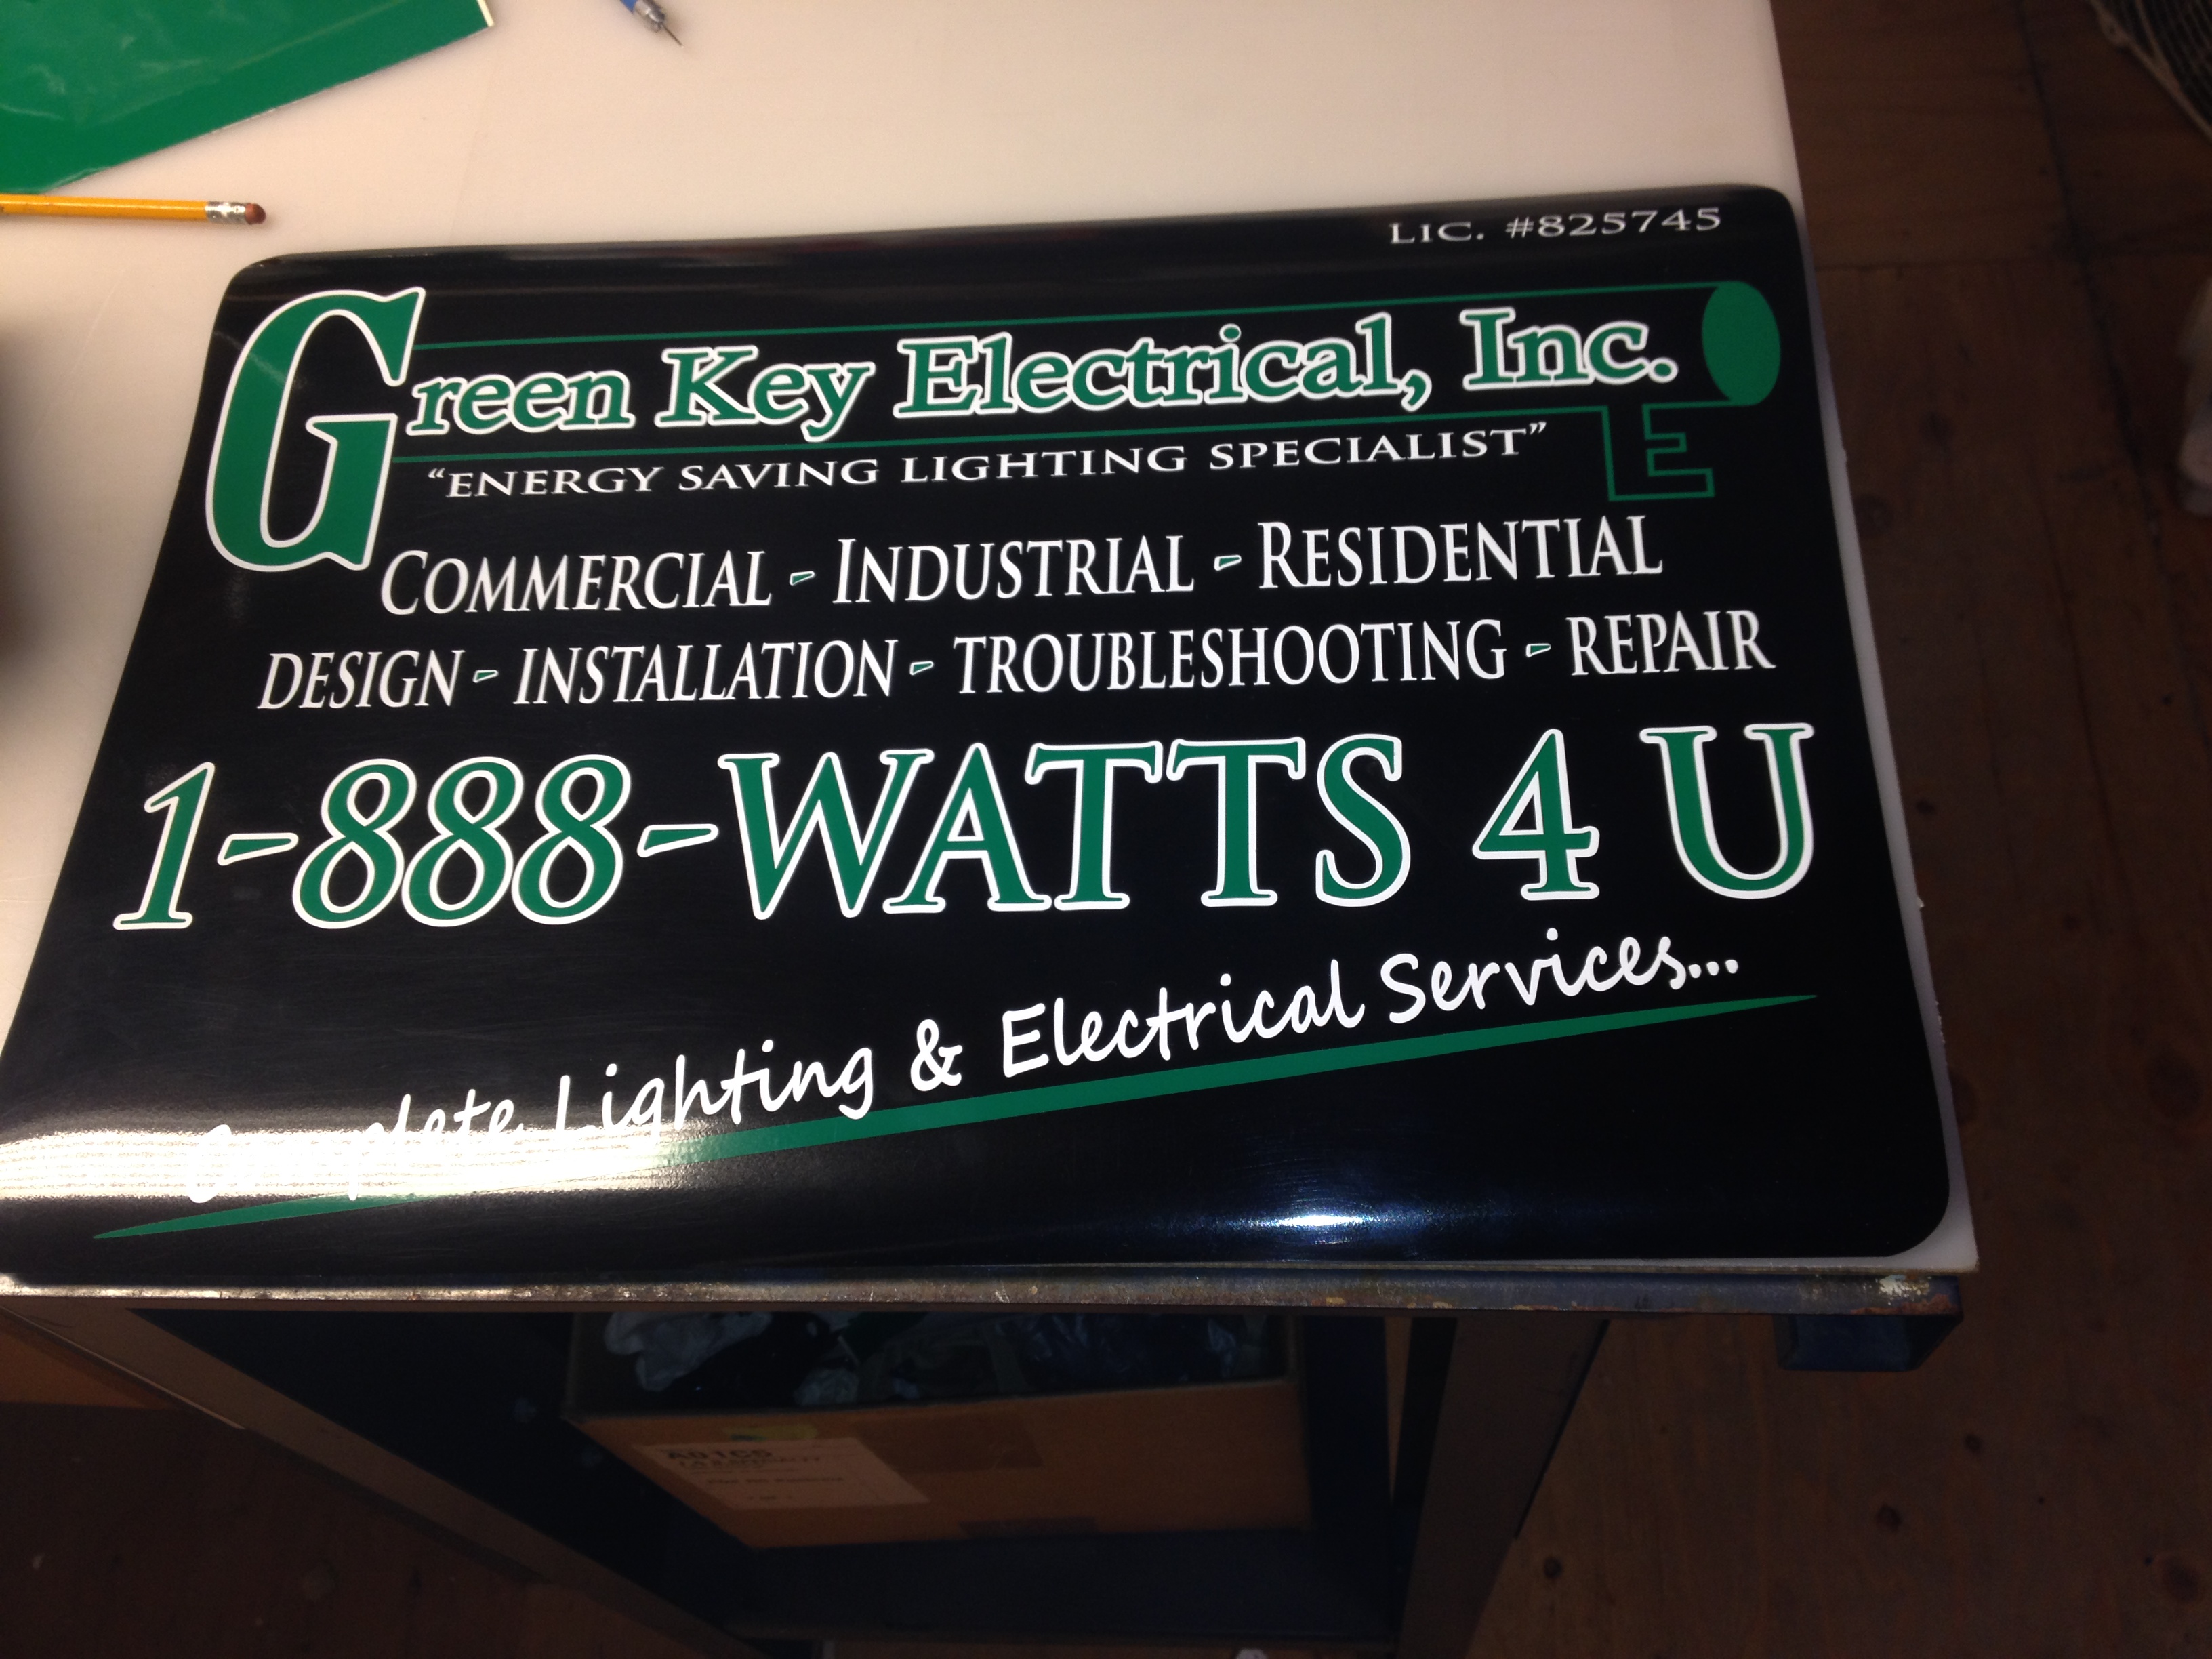 LIC. #825745
Green Key Electrical, Inc.
E
"ENERGY SAVING LIGHTING SPECIALIST"
COMMERCIAL - INDUSTRIAL - RESIDENTIAL
DESIGN - INSTALLATION - TROUBLESHOOTING - REPAIR
1-888-WATTS 4 U
Complete Lighting & Electrical Services...